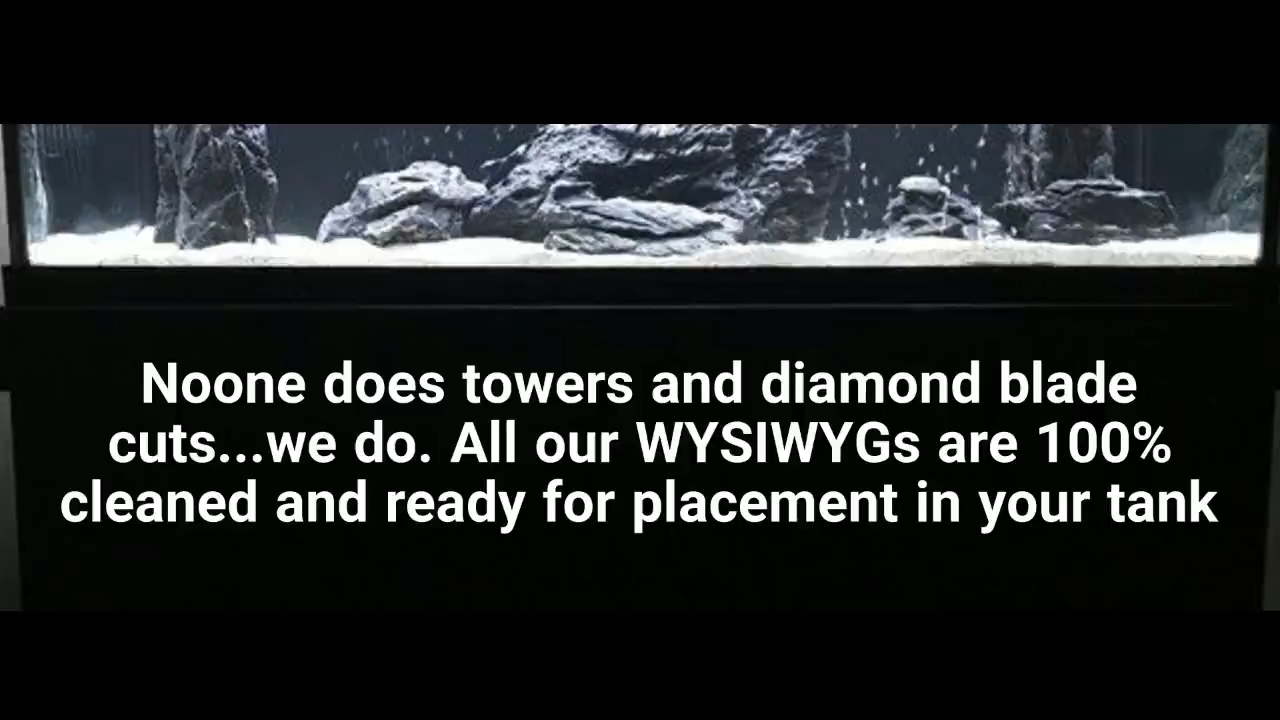 Noone does towers and diamond blade
cuts...we do. All our WYSIWYGs are 100%
cleaned and ready for placement in your tank